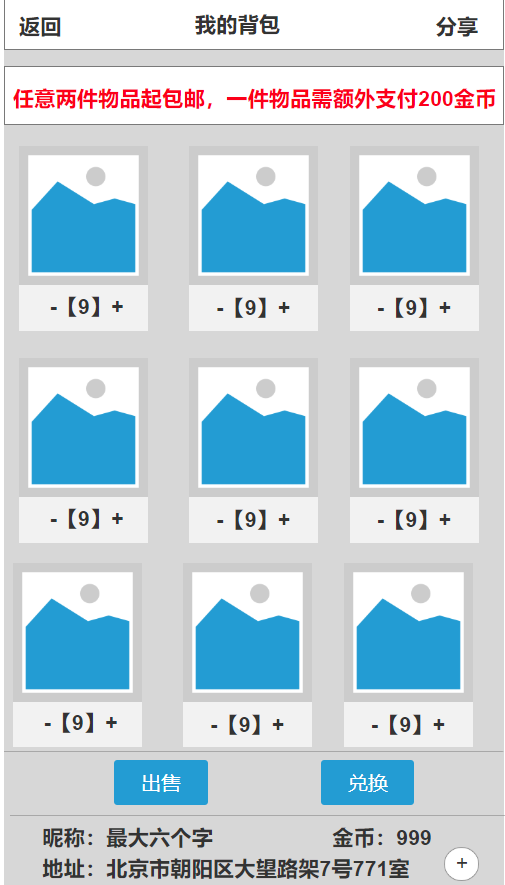 返回 我的背包 分享
任意两件物品起包邮，一件物品需额外支付200金币
-【9】+ -【9】+ -【9】+
-【9】+ -【9】+ -【9】+
-【9】+ -【9】+ -【9】+
出售 兑换
昵称：最大六个字 金币：999
地址：北京市朝阳区大望路架7号771室 +